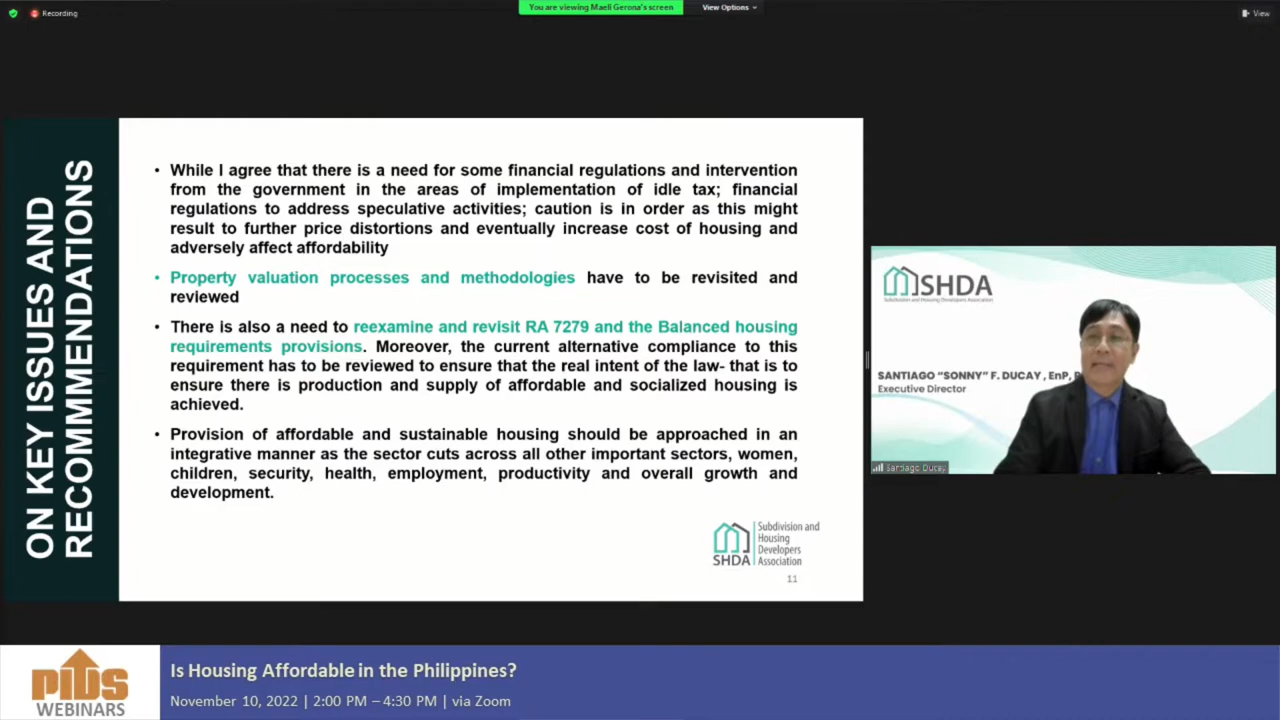 Recording
You are viewing Maeli Gerona's screen
View Options
View
ON KEY ISSUES AND
RECOMMENDATIONS
• While I agree that there is a need for some financial regulations and intervention
from the government in the areas of implementation of idle tax; financial
regulations to address speculative activities; caution is in order as this might
result to further price distortions and eventually increase cost of housing and
adversely affect affordability
• Property valuation processes and methodologies have to be revisited and
reviewed
• There is also a need to reexamine and revisit RA 7279 and the Balanced housing
requirements provisions. Moreover, the current alternative compliance to this
requirement has to be reviewed to ensure that the real intent of the law- that is to
ensure there is production and supply of affordable and socialized housing is
achieved.
• Provision of affordable and sustainable housing should be approached in an
integrative manner as the sector cuts across all other important sectors, women,
children, security, health, employment, productivity and overall growth and
development.
SHDA
Subdivision and
Housing
Developers
Association
11
SHDA
Subdivision and Housing Developers Association
SANTIAGO “SONNY” F. DUCAY , EnP,
Executive Director
Santiago Ducay
PIDS
WEBINARS
Is Housing Affordable in the Philippines?
November 10, 2022 | 2:00 PM – 4:30 PM | via Zoom